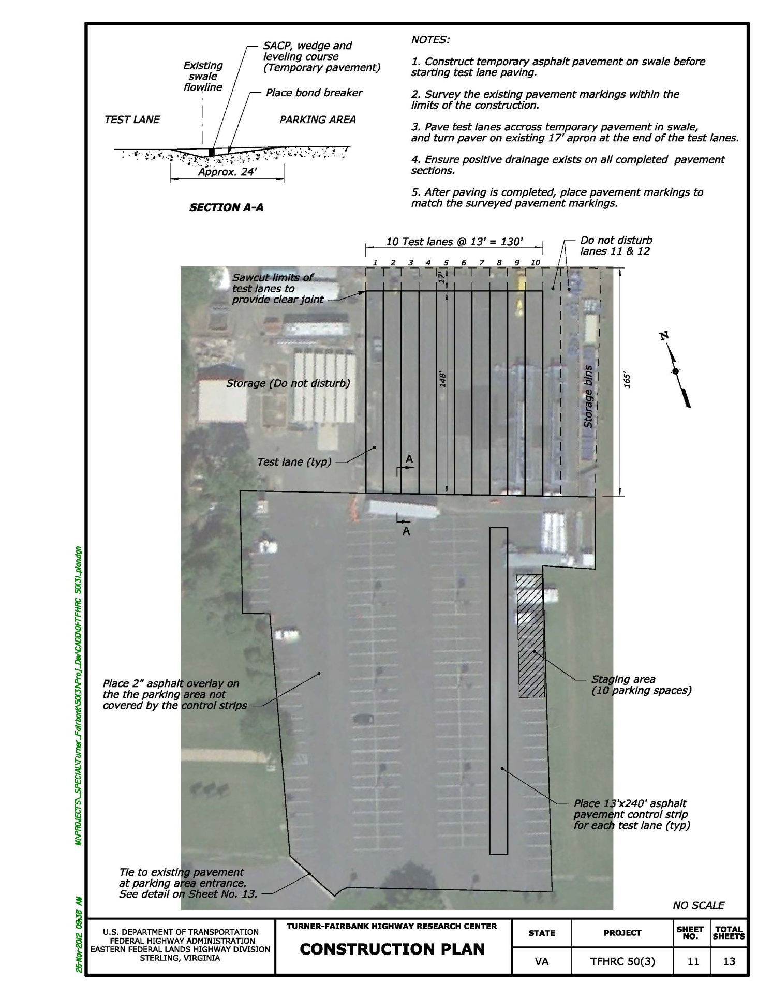 SACP, wedge and
leveling course
(Temporary pavement)
Existing
swale
flowline
Place bond breaker
TEST LANE
PARKING AREA
Approx. 24'
SECTION A-A
NOTES:
1. Construct temporary asphalt pavement on swale before
starting test lane paving.
2. Survey the existing pavement markings within the
limits of the construction.
3. Pave test lanes accross temporary pavement in swale,
and turn paver on existing 17' apron at the end of the test lanes.
4. Ensure positive drainage exists on all completed pavement
sections.
5. After paving is completed, place pavement markings to
match the surveyed pavement markings.
10 Test lanes @ 13' = 130'
Do not disturb
lanes 11 & 12
1 2 3 4 5 6 7 8 9 10
17'
Sawcut limits of
test lanes to
provide clear joint
N
148'
165'
Storage bins
Storage (Do not disturb)
Test lane (typ)
A
A
Staging area
(10 parking spaces)
Place 2" asphalt overlay on
the the parking area not
covered by the control strips
Place 13'x240' asphalt
pavement control strip
for each test lane (typ)
Tie to existing pavement
at parking area entrance.
See detail on Sheet No. 13.
NO SCALE
M:\PROJECTS\_SPECIAL\Turner_Fairbank\50(3)\Proj_Dev\CADD\01-TFHRC 50(3)_plan.dgn
26-Nov-2012 09:38 AM
U.S. DEPARTMENT OF TRANSPORTATION
FEDERAL HIGHWAY ADMINISTRATION
EASTERN FEDERAL LANDS HIGHWAY DIVISION
STERLING, VIRGINIA
TURNER-FAIRBANK HIGHWAY RESEARCH CENTER
CONSTRUCTION PLAN
STATE
PROJECT
SHEET
NO.
TOTAL
SHEETS
VA
TFHRC 50(3)
11
13